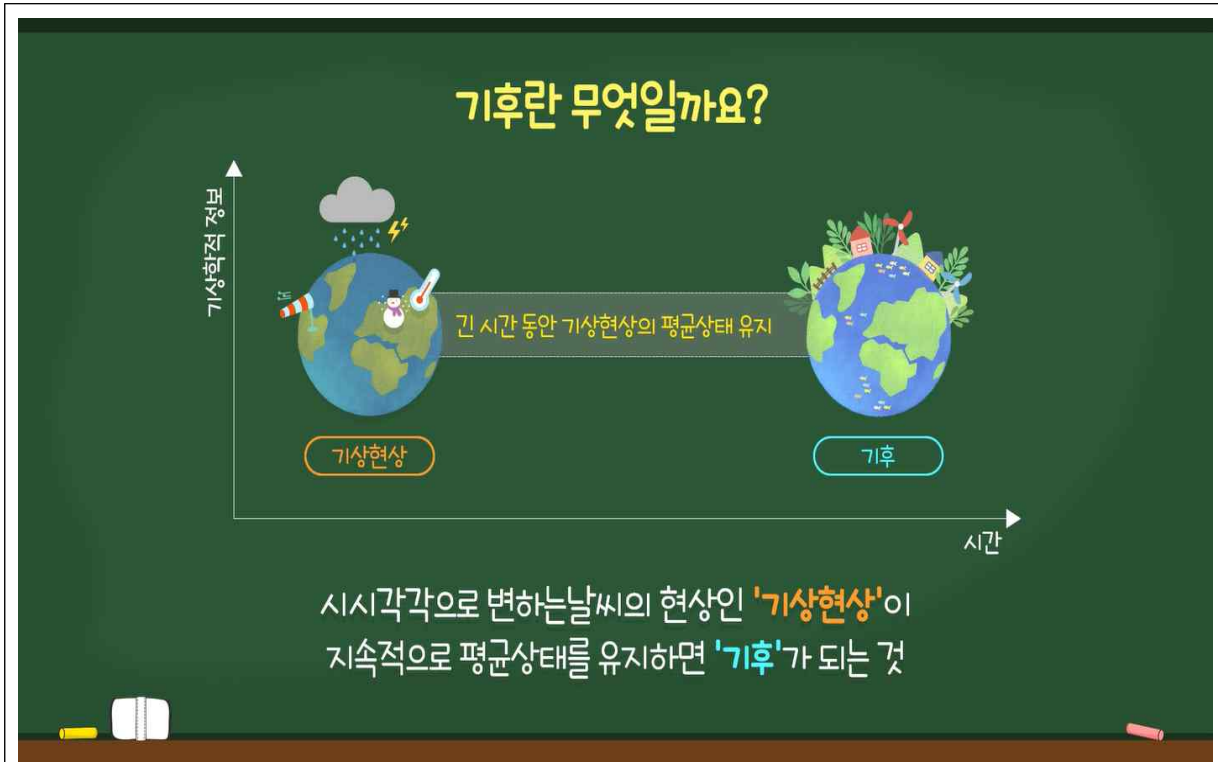 기후란 무엇일까요?
기상학적 정보
긴 시간 동안 기상현상의 평균상태 유지
기상현상
기후
시간
시시각각으로 변하는날씨의 현상인 '기상현상'이
지속적으로 평균상태를 유지하면 '기후'가 되는 것